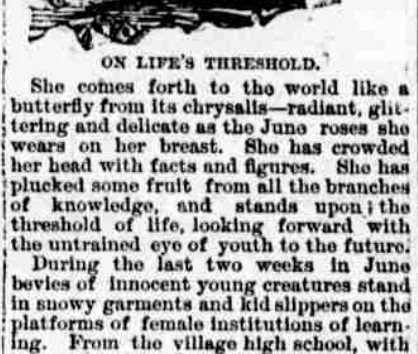 ON LIFE'S THRESHOLD.
She comes forth to the world like a
butterfly from its chrysalis—radiant, glit-
tering and delicate as the June roses she
wears on her breast. She has crowded
her head with facts and figures. She has
plucked some fruit from all the branches
of knowledge, and stands upon the
threshold of life, looking forward with
the untrained eye of youth to the future.
During the last two weeks in June
bevies of innocent young creatures stand
in snowy garments and kid slippers on the
platforms of female institutions of learn-
ing. From the village high school, with